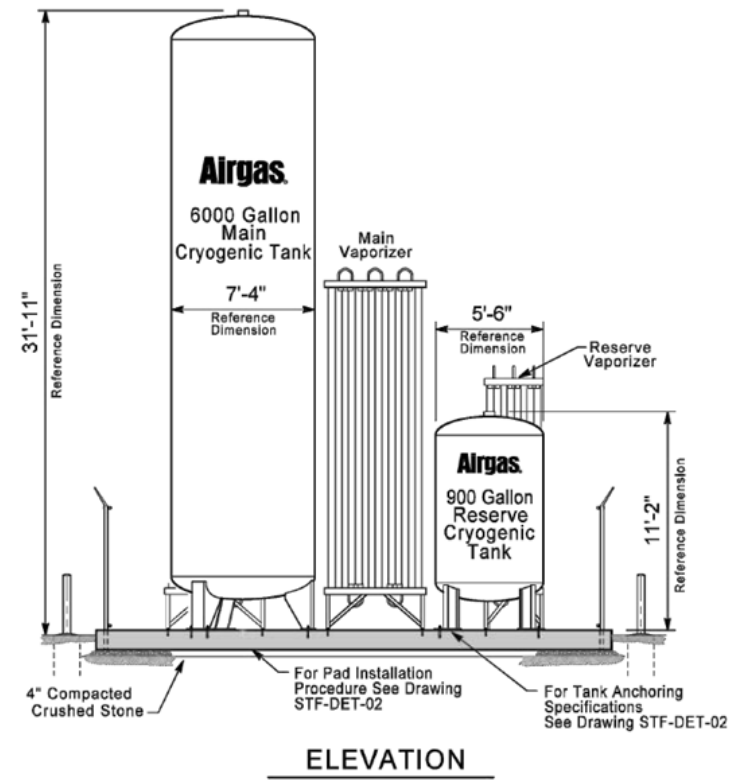 Airgas.
6000 Gallon
Main
Cryogenic Tank
7'-4"
Reference
Dimension
31'-11"
Reference Dimension
Main
Vaporizer
5'-6"
Reference
Dimension
Reserve
Vaporizer
Airgas.
900 Gallon
Reserve
Cryogenic
Tank
11'-2"
Reference Dimension
4" Compacted
Crushed Stone
For Pad Installation
Procedure See Drawing
STF-DET-02
For Tank Anchoring
Specifications
See Drawing STF-DET-02
ELEVATION